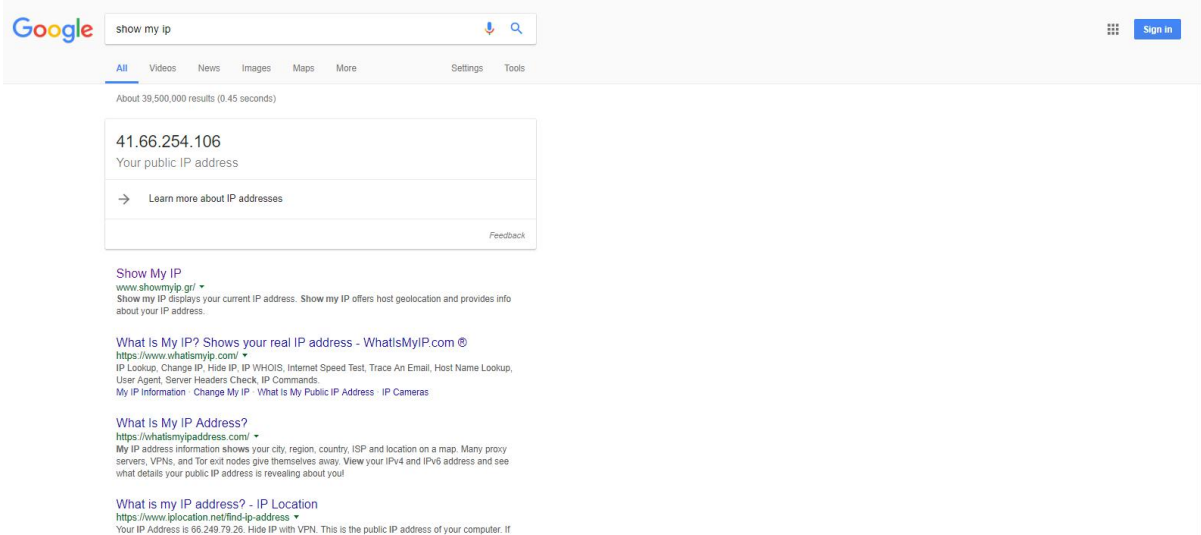 Google
show my ip
Sign in
All Videos News Images Maps More Settings Tools
About 39,500,000 results (0.45 seconds)
41.66.254.106
Your public IP address
Learn more about IP addresses
Feedback
Show My IP
www.showmyip.gr/
Show my IP displays your current IP address. Show my IP offers host geolocation and provides info
about your IP address.
What Is My IP? Shows your real IP address - WhatIsMyIP.com ®
https://www.whatismyip.com/
IP Lookup, Change IP, Hide IP, IP WHOIS, Internet Speed Test, Trace An Email, Host Name Lookup,
User Agent, Server Headers Check, IP Commands.
My IP Information · Change My IP · What Is My Public IP Address · IP Cameras
What Is My IP Address?
https://whatismyipaddress.com/
My IP address information shows your city, region, country, ISP and location on a map. Many proxy
servers, VPNs, and Tor exit nodes give themselves away. View your IPv4 and IPv6 address and see
what details your public IP address is revealing about you!
What is my IP address? - IP Location
https://www.iplocation.net/find-ip-address
Your IP Address is 66.249.79.26. Hide IP with VPN. This is the public IP address of your computer. If